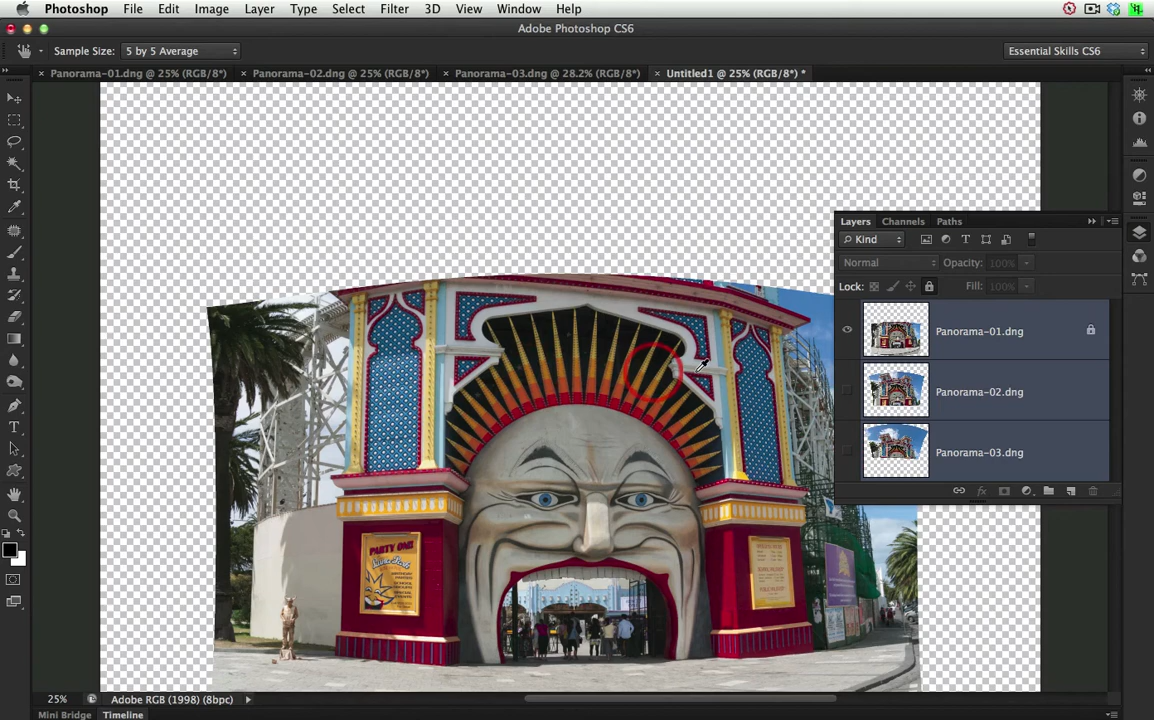 Photoshop File Edit Image Layer Type Select Filter 3D View Window Help
Adobe Photoshop CS6
Sample Size: 5 by 5 Average Essential Skills CS6
× Panorama-01.dng @ 25% (RGB/8*) × Panorama-02.dng @ 25% (RGB/8*) × Panorama-03.dng @ 28.2% (RGB/8*) × Untitled1 @ 25% (RGB/8*) *
Layers Channels Paths
Kind
Normal Opacity: 100%
Lock: Fill: 100%
Panorama-01.dng
Panorama-02.dng
Panorama-03.dng
PARTY ON!
25% Adobe RGB (1998) (8bpc)
Mini Bridge Timeline